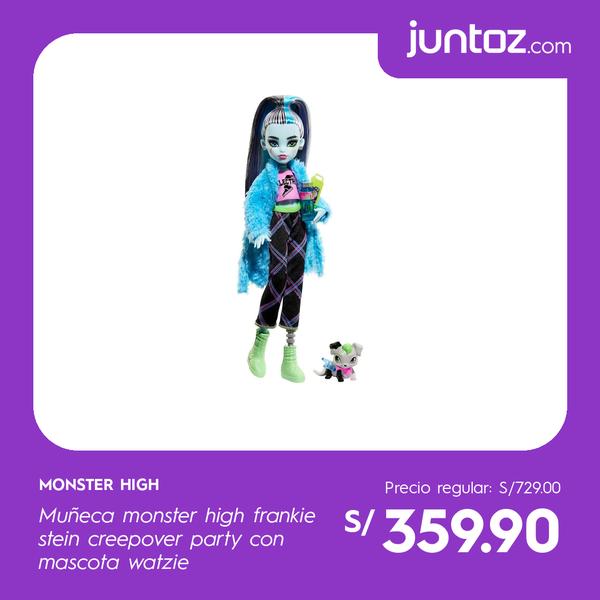 juntoz.com
MONSTER HIGH
Muñeca monster high frankie
stein creepover party con
mascota watzie
Precio regular: S/729.00
S/ 359.90